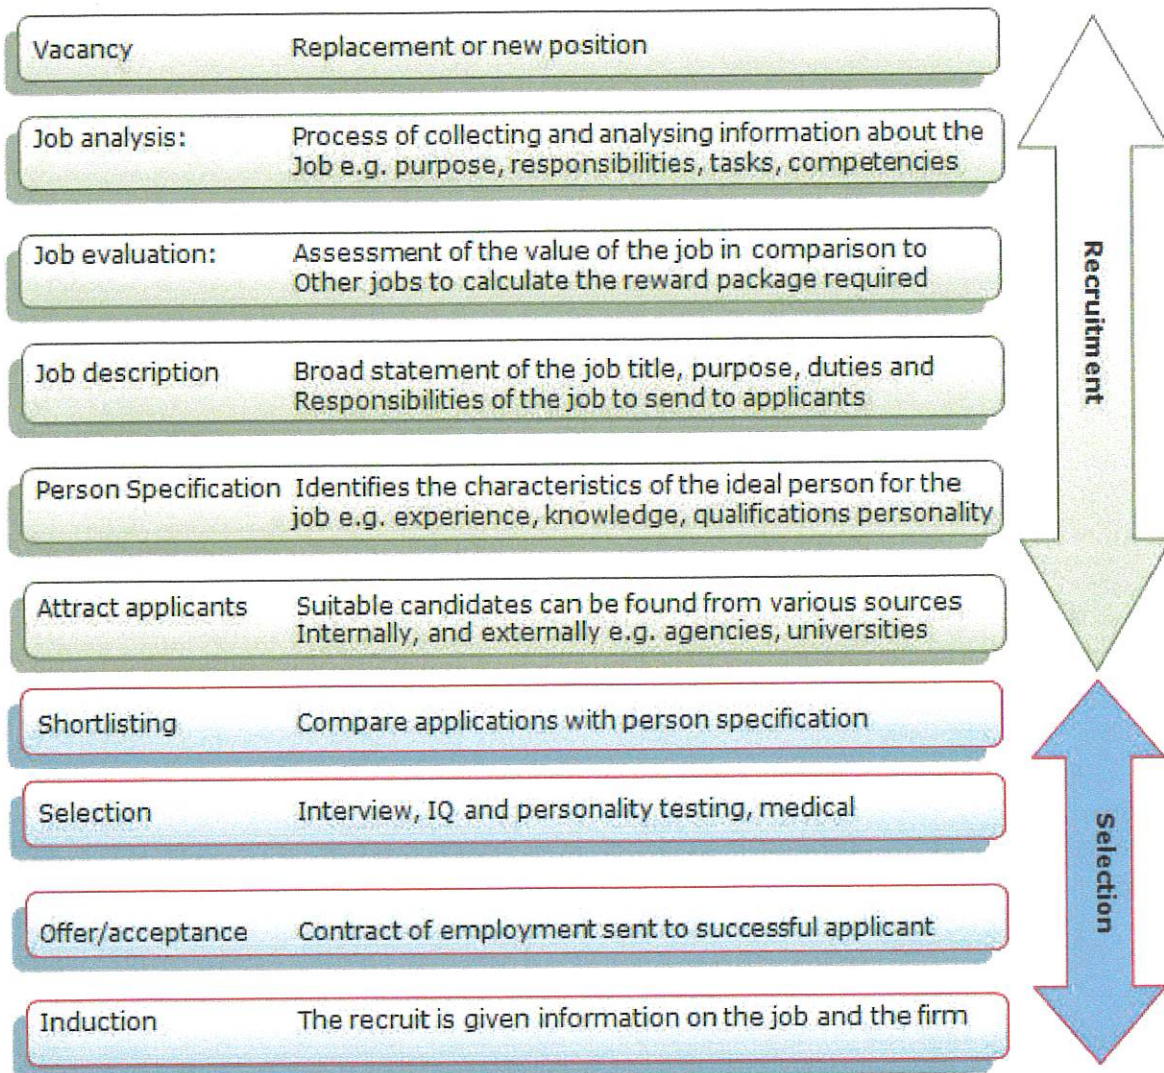 Vacancy Replacement or new position
Job analysis: Process of collecting and analysing information about the
Job e.g. purpose, responsibilities, tasks, competencies
Job evaluation: Assessment of the value of the job in comparison to
Other jobs to calculate the reward package required
Job description Broad statement of the job title, purpose, duties and
Responsibilities of the job to send to applicants
Person Specification Identifies the characteristics of the ideal person for the
job e.g. experience, knowledge, qualifications personality
Attract applicants Suitable candidates can be found from various sources
Internally, and externally e.g. agencies, universities
Recruitment
Shortlisting Compare applications with person specification
Selection Interview, IQ and personality testing, medical
Offer/acceptance Contract of employment sent to successful applicant
Induction The recruit is given information on the job and the firm
Selection